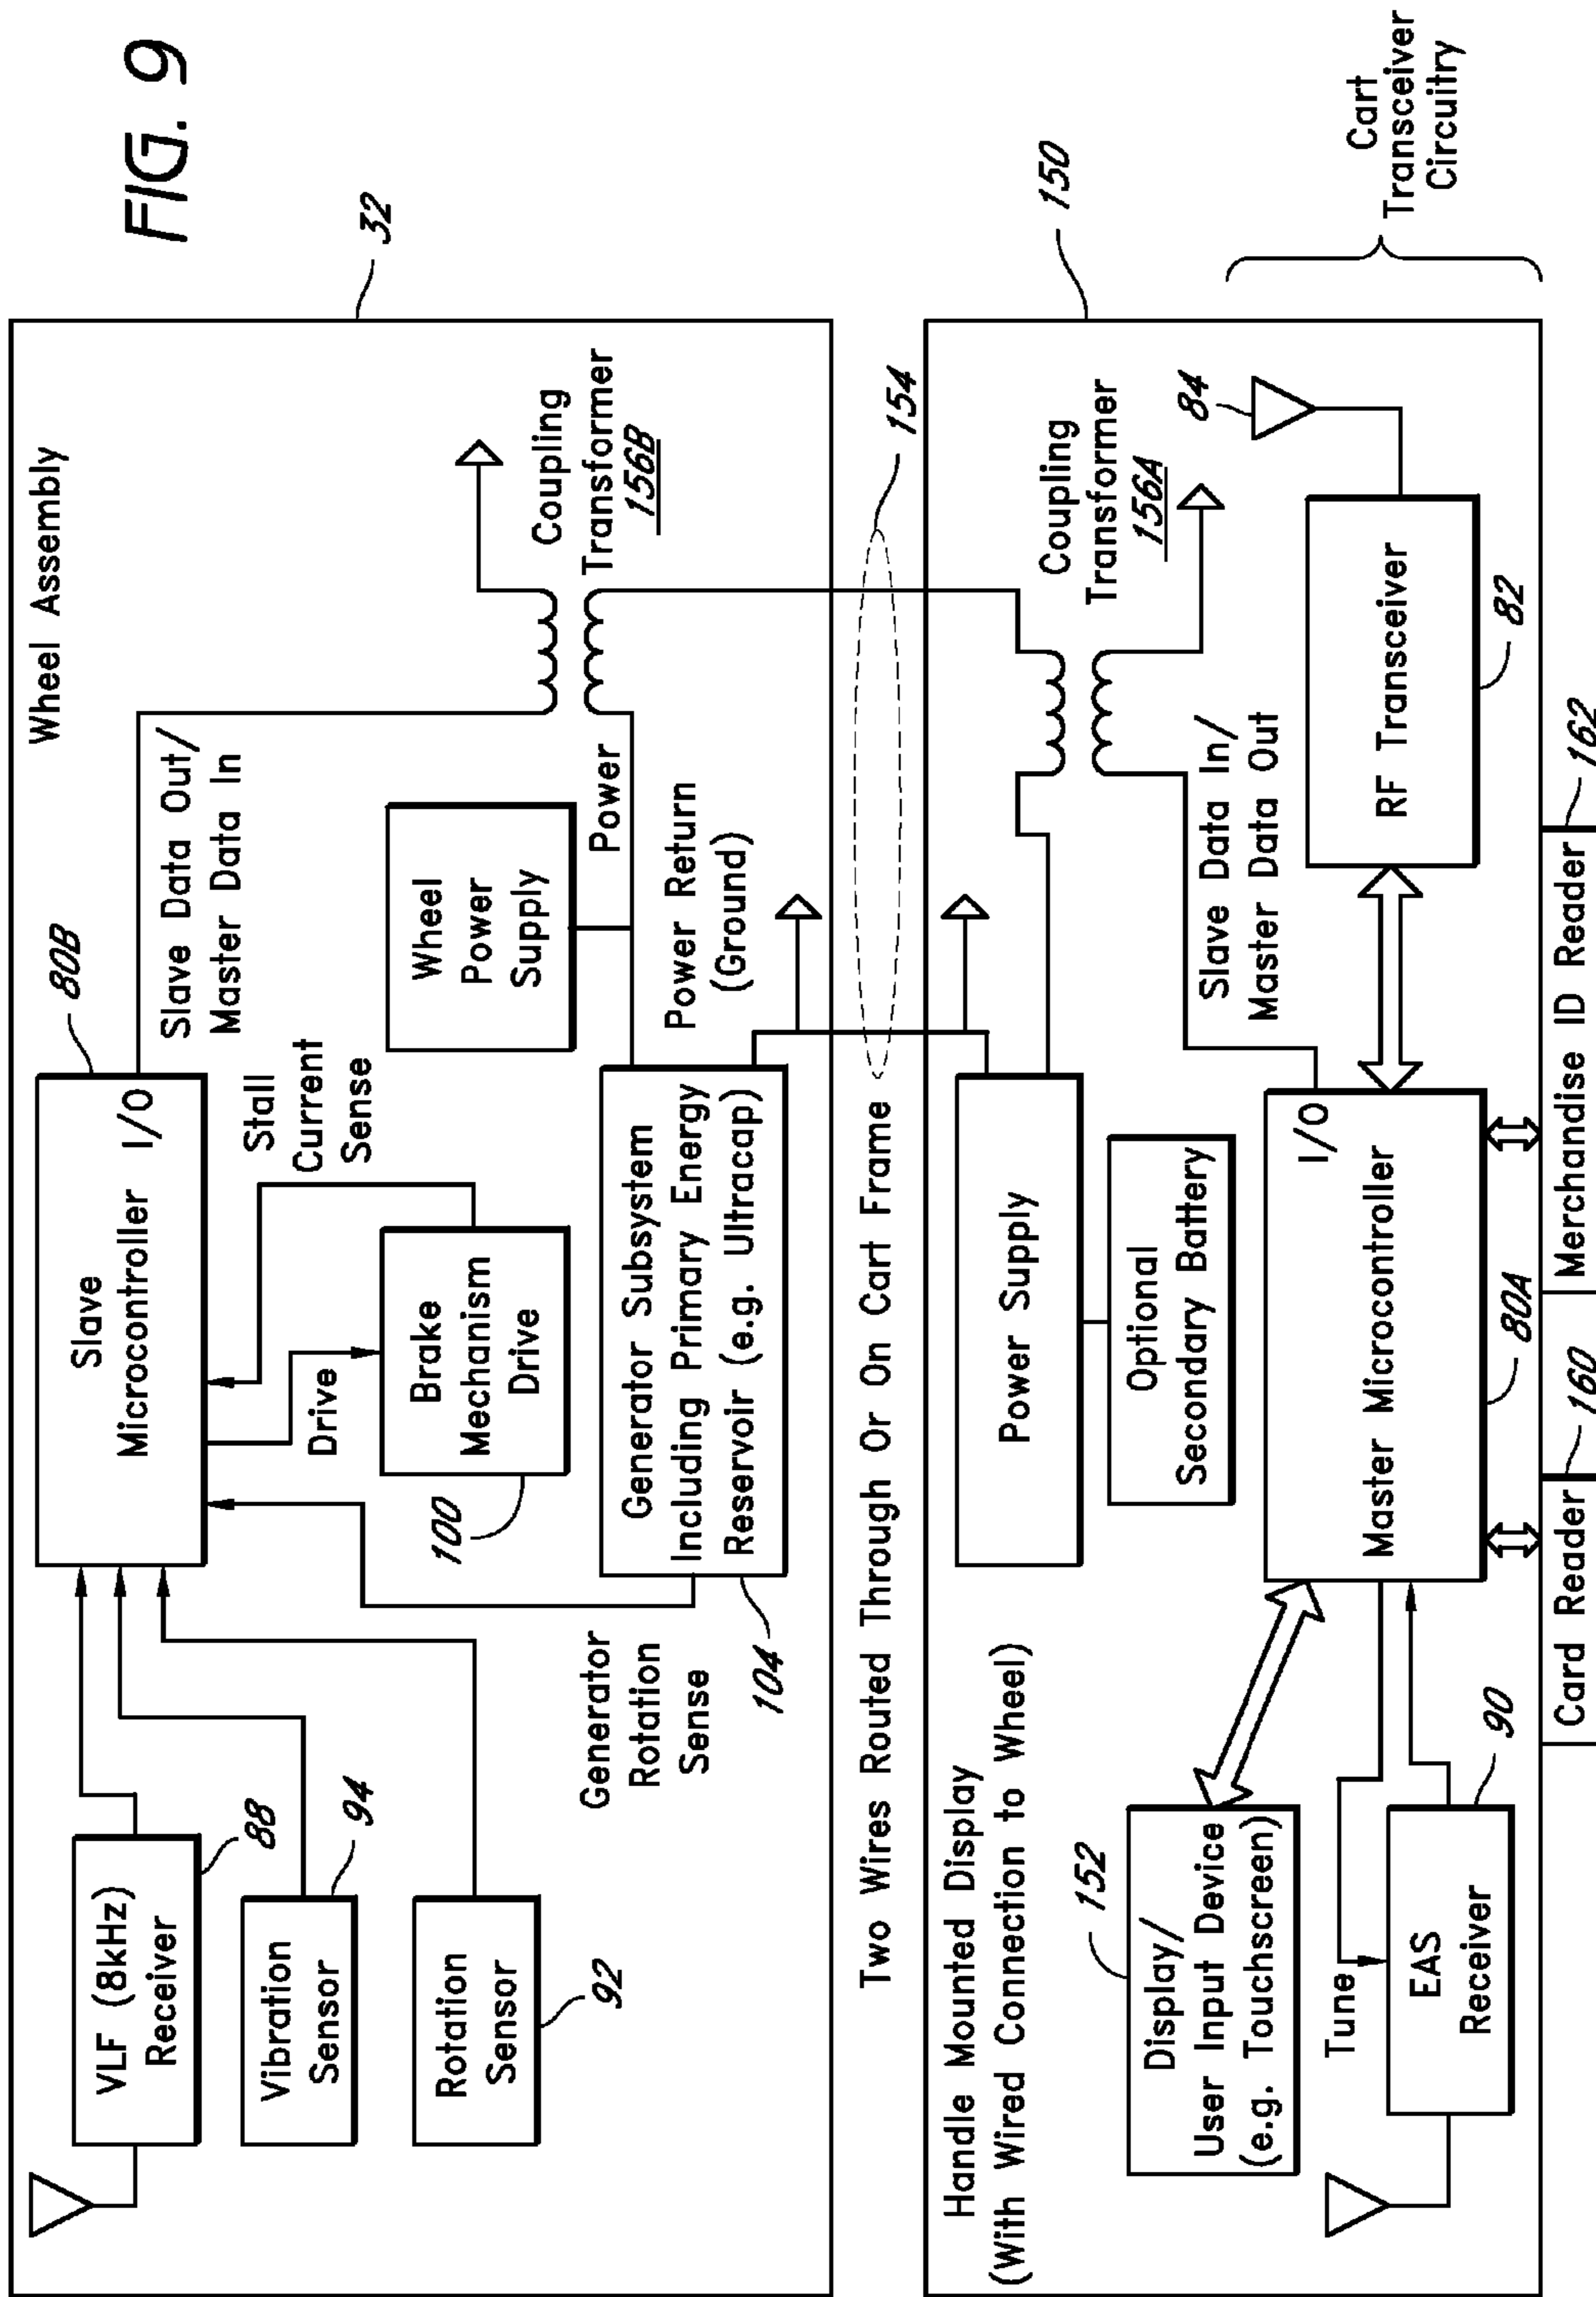 FIG. 9
Wheel Assembly
32
VLF (8kHz)
Receiver
88
Vibration
Sensor
94
Rotation
Sensor
92
Slave
Microcontroller
I/O
80B
Slave Data Out/
Master Data In
Stall
Current
Sense
Drive
Brake
Mechanism
Drive
100
Wheel
Power
Supply
Power
Coupling
Transformer
156B
Generator
Rotation
Sense
Generator Subsystem
Including Primary Energy
Reservoir (e.g. Ultracap)
104
Power Return
(Ground)
Two Wires Routed Through Or On Cart Frame
154
Handle Mounted Display
(With Wired Connection to Wheel)
150
Power Supply
Optional
Secondary Battery
Coupling
Transformer
156A
84
Display/
User Input Device
(e.g. Touchscreen)
152
Master Microcontroller
I/O
80A
Slave Data In/
Master Data Out
RF Transceiver
82
Tune
EAS
Receiver
90
Cart
Transceiver
Circuitry
Card Reader
160
Merchandise ID Reader
162